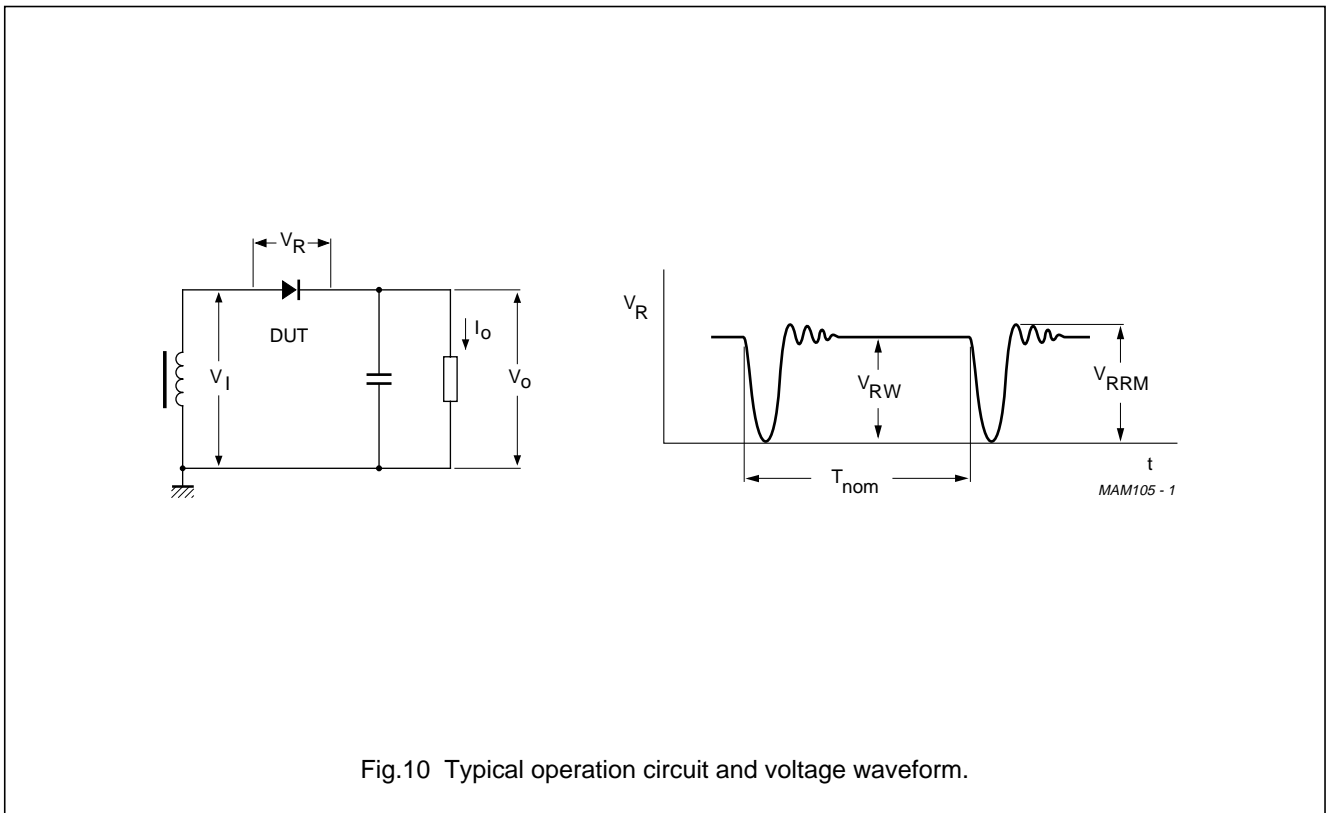 V_R
DUT
I_o
V_I
V_o
V_R
V_RW
V_RRM
T_nom
t
MAM105 - 1
Fig.10 Typical operation circuit and voltage waveform.